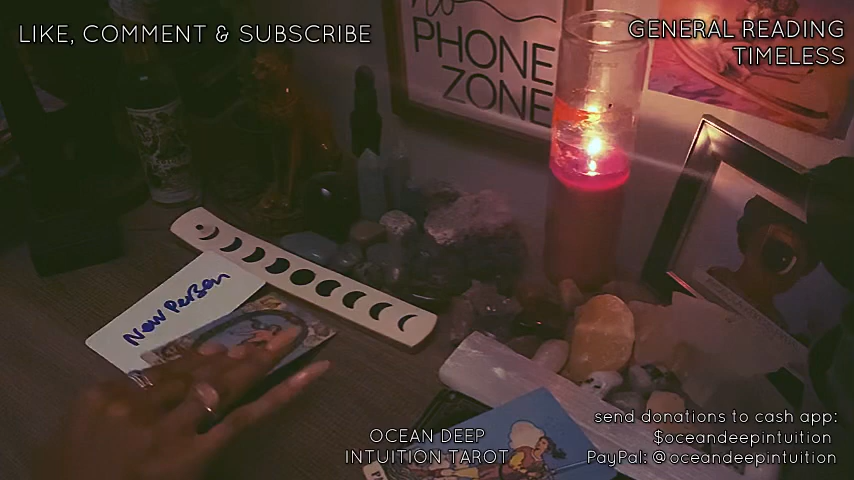 LIKE, COMMENT & SUBSCRIBE
GENERAL READING
TIMELESS
no
PHONE
ZONE
New Person
OCEAN DEEP
INTUITION TAROT
send donations to cash app:
$oceandeepintuition
PayPal: @oceandeepintuition